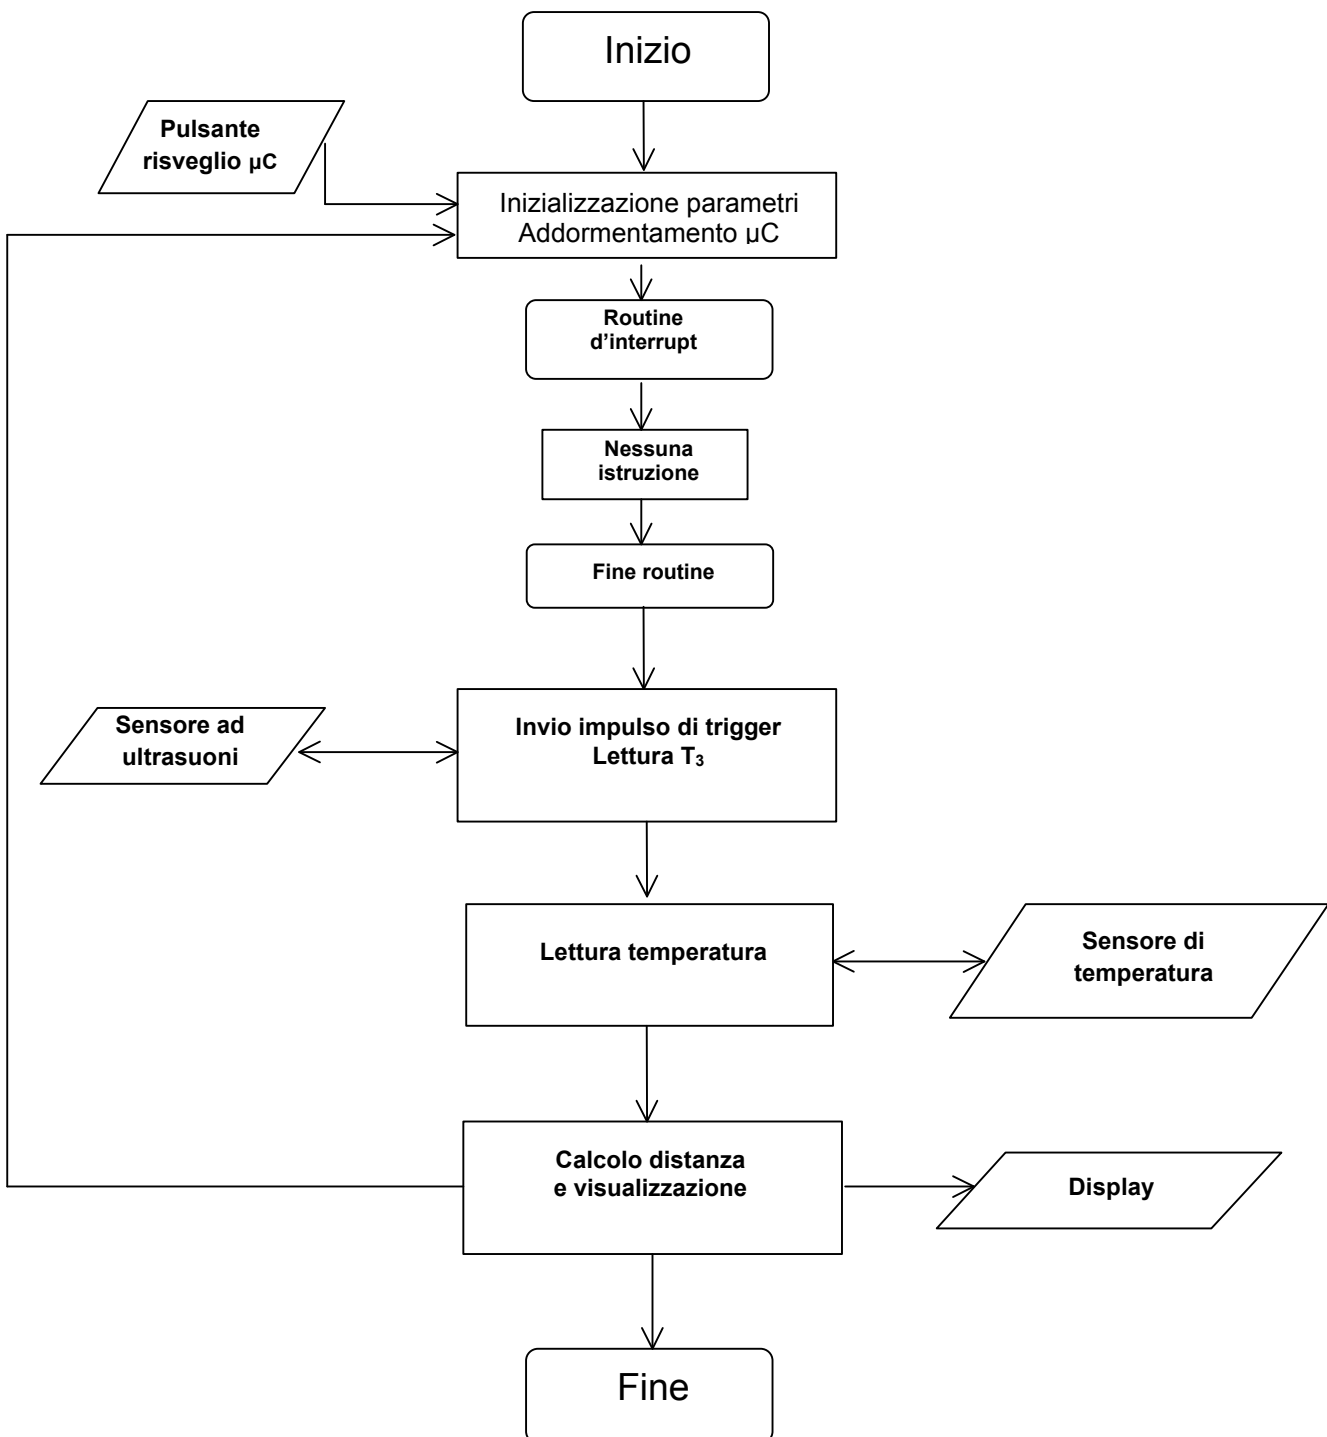 Inizio
Pulsante
risveglio µC
Inizializzazione parametri
Addormentamento µC
Routine
d’interrupt
Nessuna
istruzione
Fine routine
Sensore ad
ultrasuoni
Invio impulso di trigger
Lettura T₃
Lettura temperatura
Sensore di
temperatura
Calcolo distanza
e visualizzazione
Display
Fine